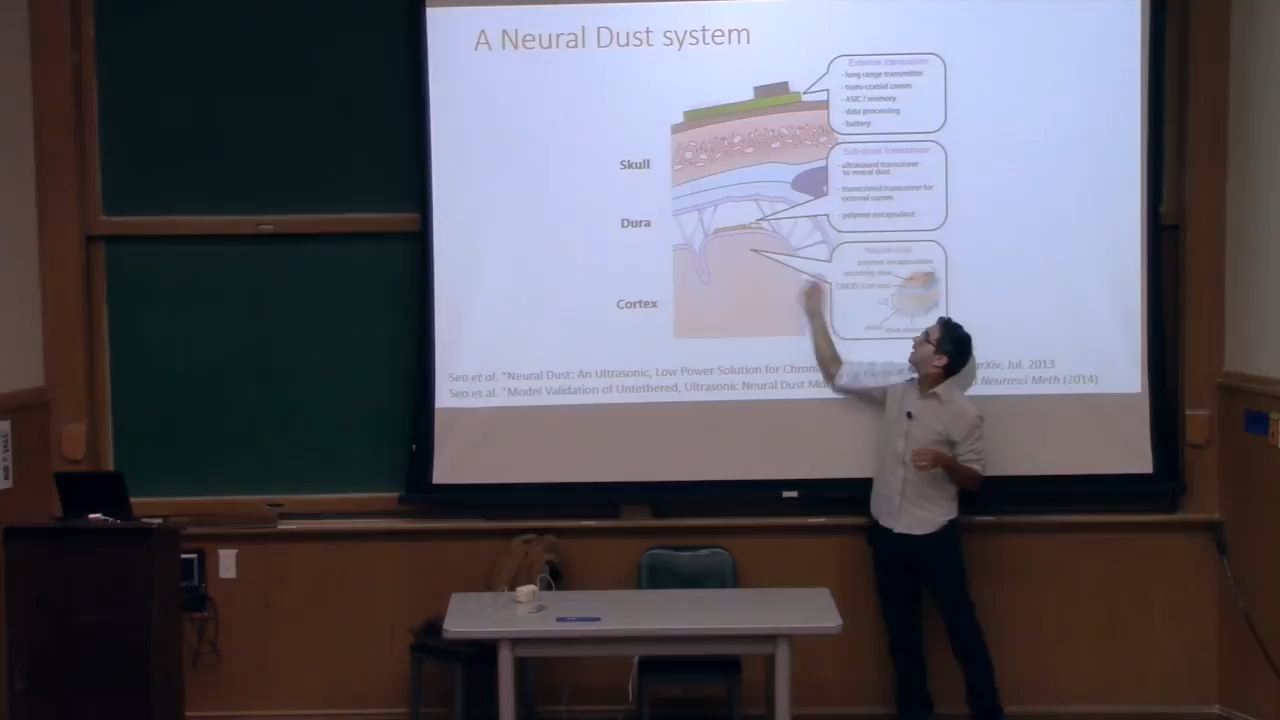 A Neural Dust system
External transceiver
- long range transmitter
- trans-cranial comm
- ASIC / memory
- data processing
- battery
Skull
Sub-dura transceiver
- ultrasound transceiver
to neural dust
- transcranial transceiver for
external comm
- polymer encapsulant
Dura
Neural dust
polymer encapsulation
recording sites
CMOS front end
Cortex
Seo et al. "Neural Dust: An Ultrasonic, Low Power Solution for Chron arXiv, Jul. 2013
Seo et al. "Model Validation of Untethered, Ultrasonic Neural Dust Mo Neurosci Meth (2014)